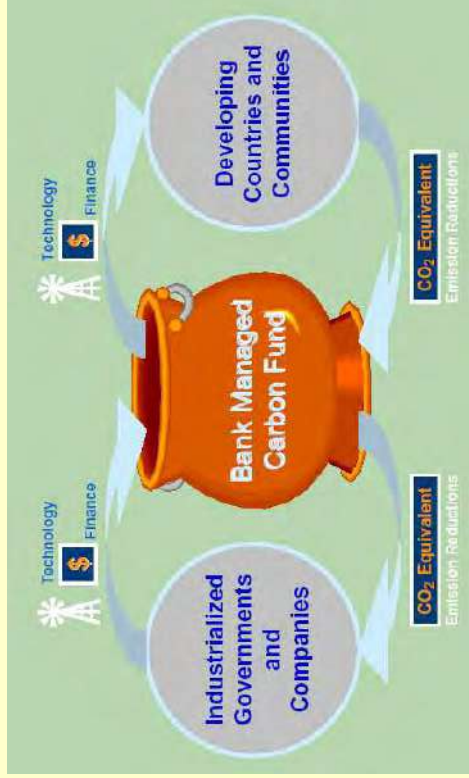 Technology
$
Finance
Technology
$
Finance
Industrialized
Governments
and
Companies
Bank Managed
Carbon Fund
Developing
Countries and
Communities
CO₂ Equivalent
Emission Reductions
CO₂ Equivalent
Emission Reductions